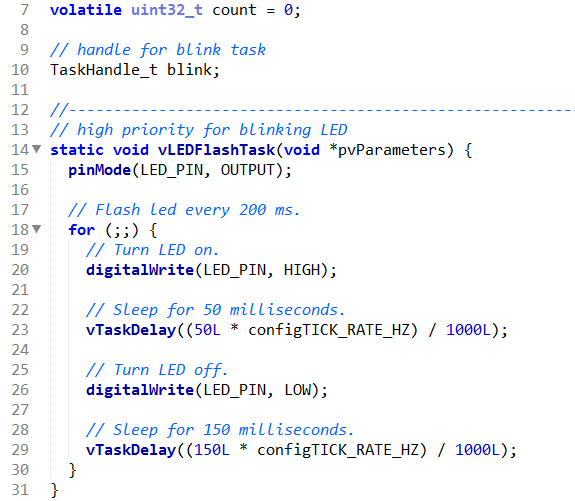 7 volatile uint32_t count = 0;
8
9 // handle for blink task
10 TaskHandle_t blink;
11
12 //--------------------------------------------------------
13 // high priority for blinking LED
14 static void vLEDFlashTask(void *pvParameters) {
15 pinMode(LED_PIN, OUTPUT);
16
17 // Flash led every 200 ms.
18 for (;;) {
19 // Turn LED on.
20 digitalWrite(LED_PIN, HIGH);
21
22 // Sleep for 50 milliseconds.
23 vTaskDelay((50L * configTICK_RATE_HZ) / 1000L);
24
25 // Turn LED off.
26 digitalWrite(LED_PIN, LOW);
27
28 // Sleep for 150 milliseconds.
29 vTaskDelay((150L * configTICK_RATE_HZ) / 1000L);
30 }
31 }